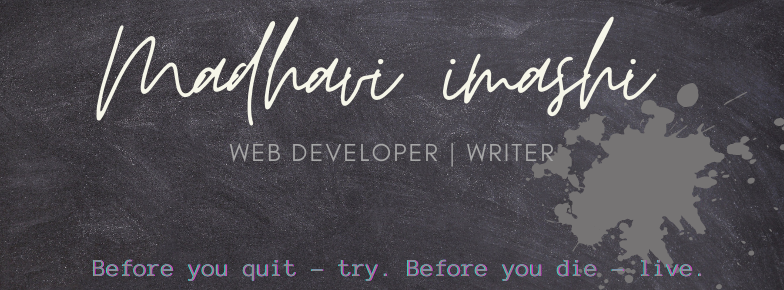 Madhavi imashi
WEB DEVELOPER | WRITER
Before you quit – try. Before you die – live.